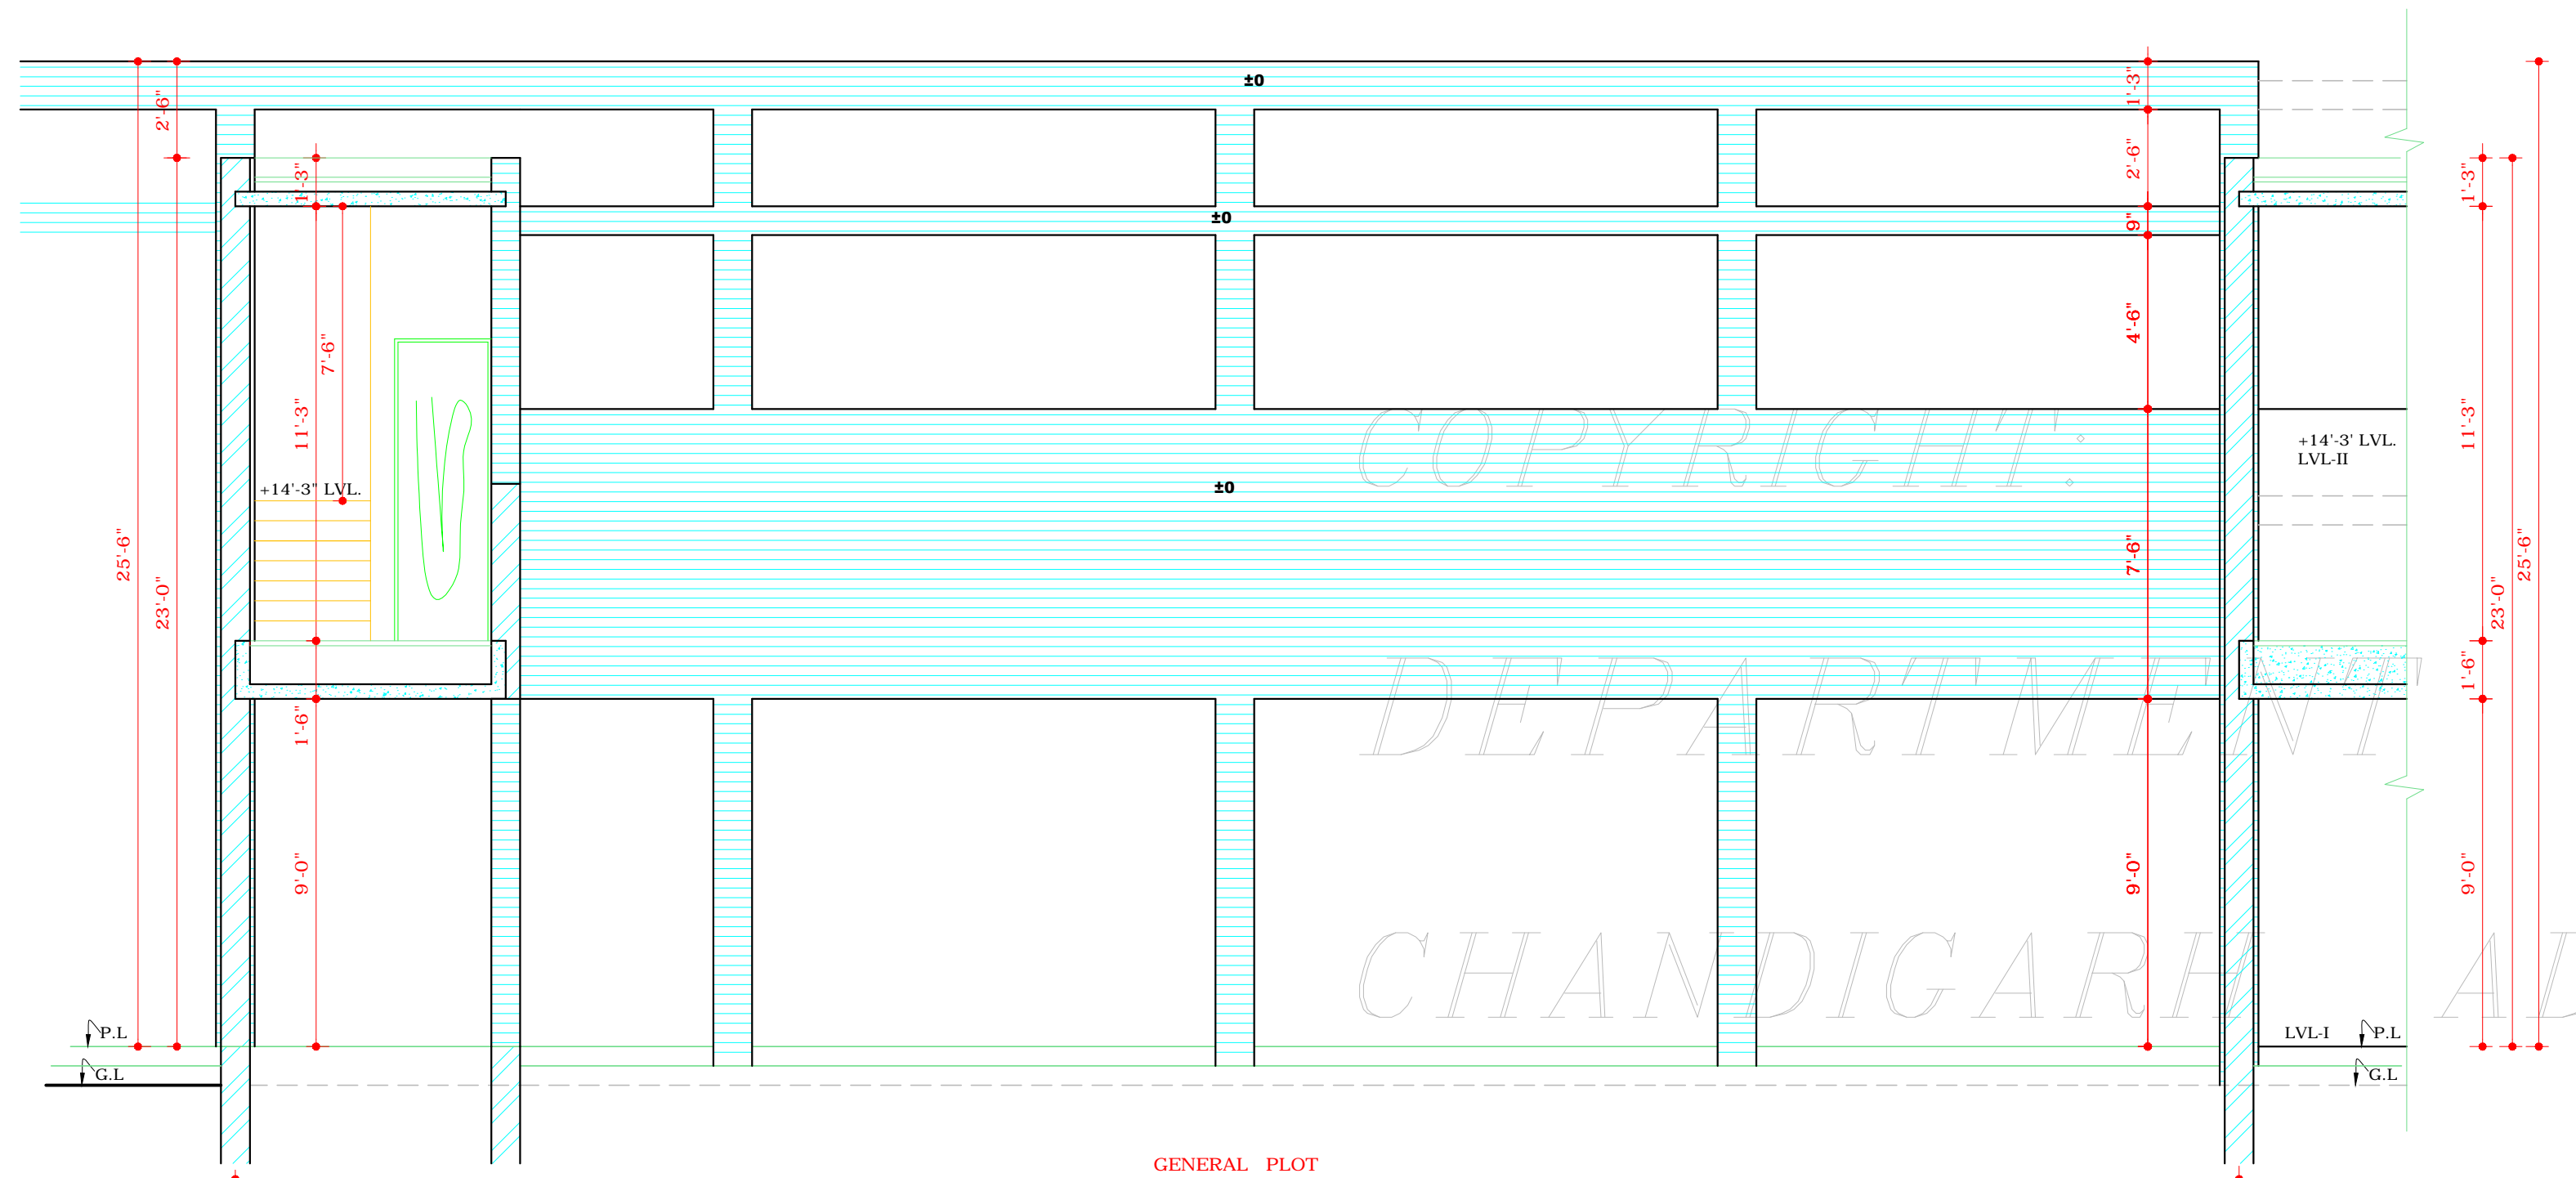 ±0
1'-3"
2'-6"
1'-3"
2'-6"
1'-3"
±0
9"
7'-6"
4'-6"
11'-3"
11'-3"
COPYRIGHT:
+14'-3' LVL.
LVL-II
+14'-3" LVL.
±0
25'-6"
23'-0"
7'-6"
23'-0"
25'-6"
1'-6"
1'-6"
DEPARTMENT
9'-0"
9'-0"
9'-0"
CHANDIGARH
P.L
LVL-I
P.L
G.L
G.L
GENERAL PLOT